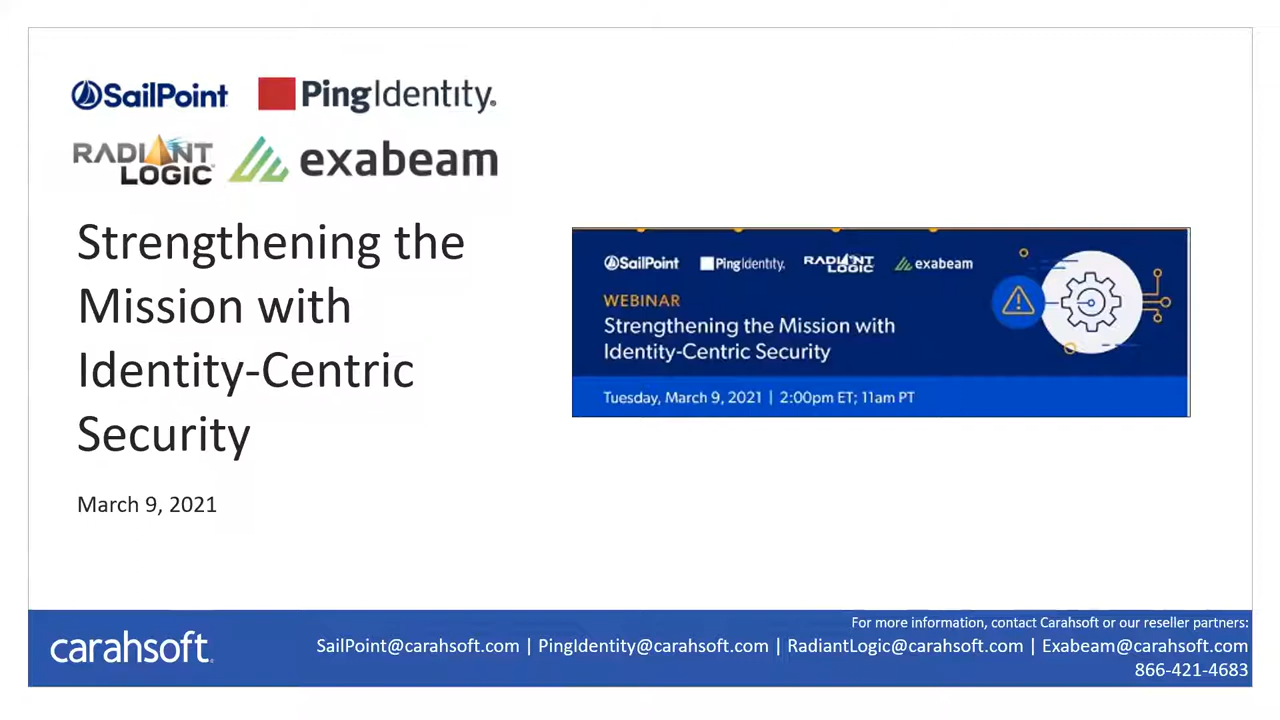 SailPoint PingIdentity®
RADIANT LOGIC exabeam
Strengthening the
Mission with
Identity-Centric
Security
March 9, 2021
SailPoint PingIdentity. RADIANT LOGIC exabeam
WEBINAR
Strengthening the Mission with
Identity-Centric Security
Tuesday, March 9, 2021 | 2:00pm ET; 11am PT
carahsoft.
For more information, contact Carahsoft or our reseller partners:
SailPoint@carahsoft.com | PingIdentity@carahsoft.com | RadiantLogic@carahsoft.com | Exabeam@carahsoft.com
866-421-4683